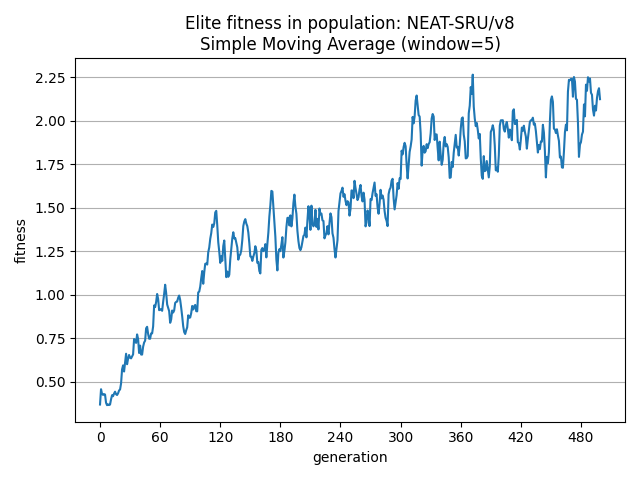 Elite fitness in population: NEAT-SRU/v8
Simple Moving Average (window=5)
2.25
2.00
1.75
1.50
1.25
1.00
0.75
0.50
fitness
0 60 120 180 240 300 360 420 480
generation